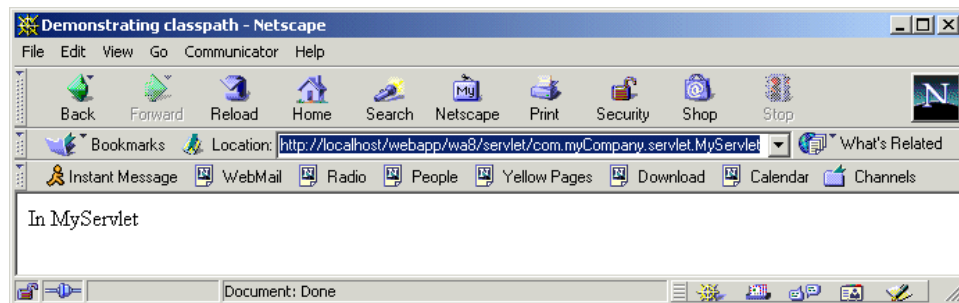 Demonstrating classpath - Netscape
File Edit View Go Communicator Help
My N
Back Forward Reload Home Search Netscape Print Security Shop Stop
Bookmarks Location: http://localhost/webapp/wa8/servlet/com.myCompany.servlet.MyServlet What's Related
Instant Message WebMail Radio People Yellow Pages Download Calendar Channels
In MyServlet
Document: Done